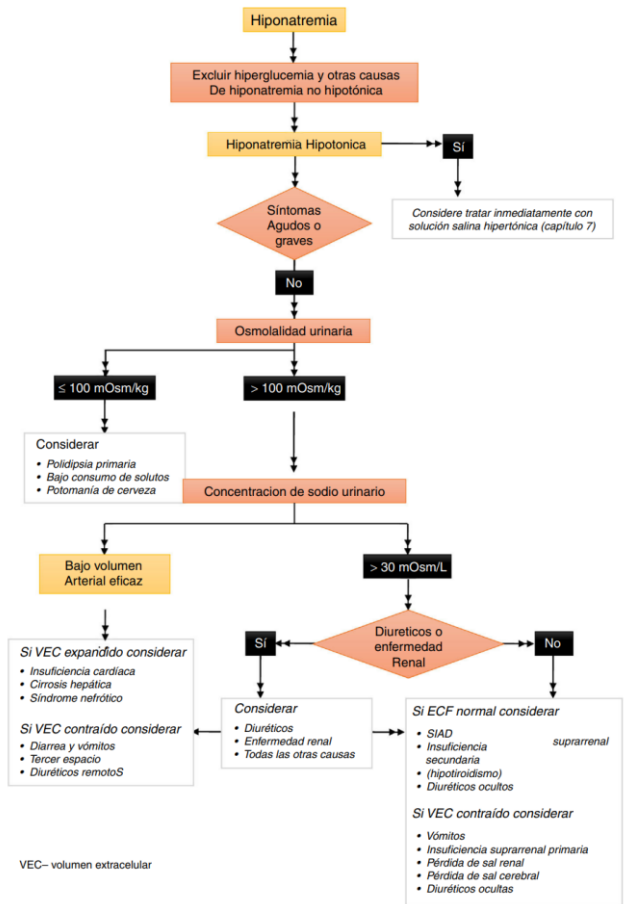 Hiponatremia
Excluir hiperglucemia y otras causas
De hiponatremia no hipotónica
Hiponatremia Hipotonica
Sí
Síntomas
Agudos o
graves
Considere tratar inmediatamente con
solución salina hipertónica (capítulo 7)
No
Osmolalidad urinaria
≤ 100 mOsm/kg
> 100 mOsm/kg
Considerar
• Polidipsia primaria
• Bajo consumo de solutos
• Potomanía de cerveza
Concentracion de sodio urinario
Bajo volumen
Arterial eficaz
> 30 mOsm/L
Diureticos o
enfermedad
Renal
Sí
No
Si VEC expandido considerar
• Insuficiencia cardíaca
• Cirrosis hepática
• Síndrome nefrótico
Si VEC contraído considerar
• Diarrea y vómitos
• Tercer espacio
• Diuréticos remotoS
Considerar
• Diuréticos
• Enfermedad renal
• Todas las otras causas
Si ECF normal considerar
• SIAD
• Insuficiencia suprarrenal
secundaria
• (hipotiroidismo)
• Diuréticos ocultos
Si VEC contraído considerar
• Vómitos
• Insuficiencia suprarrenal primaria
• Pérdida de sal renal
• Pérdida de sal cerebral
• Diuréticos ocultas
VEC– volumen extracelular